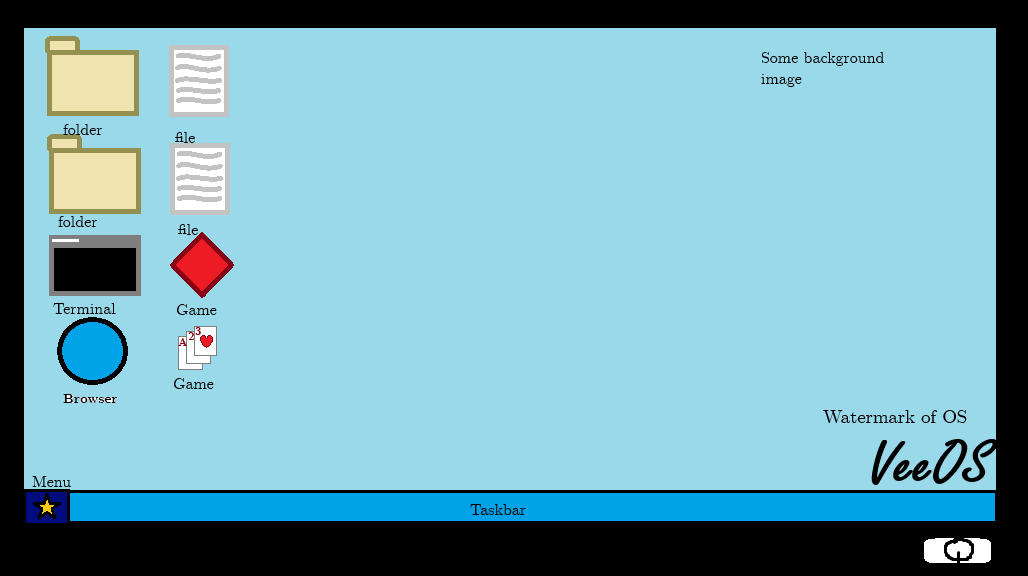 Some background
image
folder
file
folder
file
Terminal
Game
A 2 3
Browser
Game
Watermark of OS
VeeOS
Menu
Taskbar